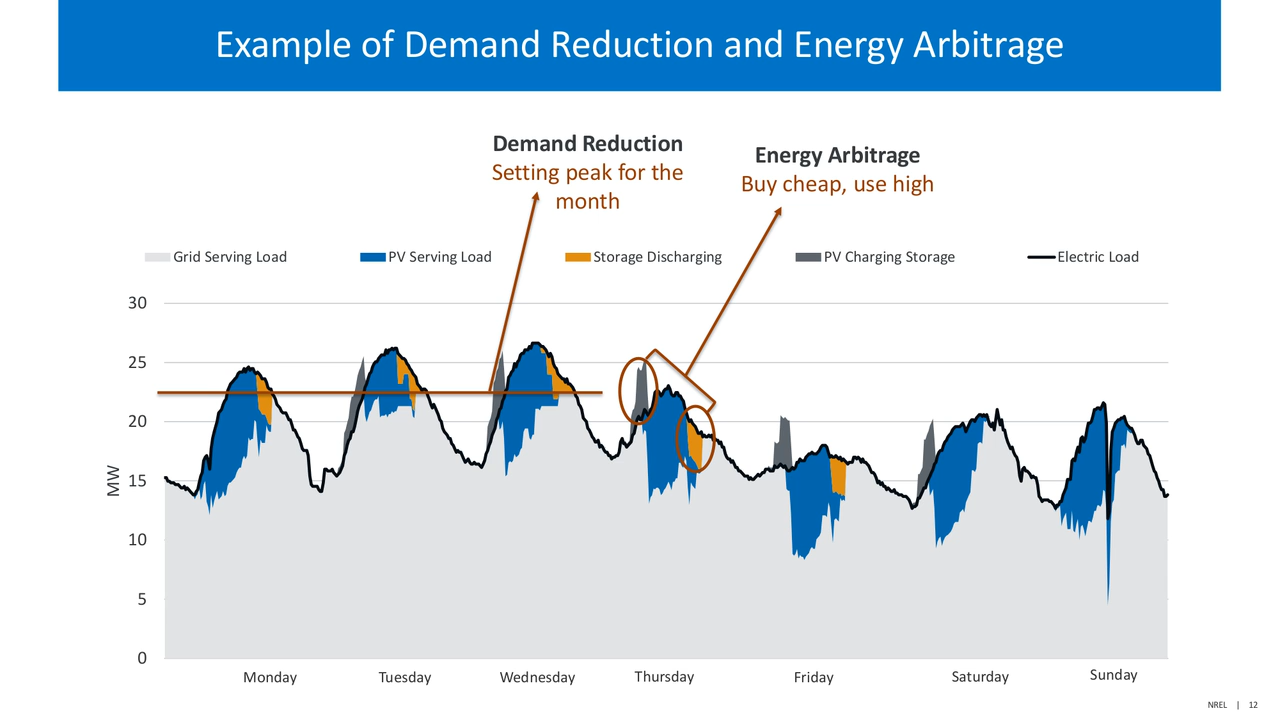 Example of Demand Reduction and Energy Arbitrage
Demand Reduction
Setting peak for the
month
Energy Arbitrage
Buy cheap, use high
Grid Serving Load
PV Serving Load
Storage Discharging
PV Charging Storage
Electric Load
MW
30
25
20
15
10
5
0
Monday
Tuesday
Wednesday
Thursday
Friday
Saturday
Sunday
NREL | 12